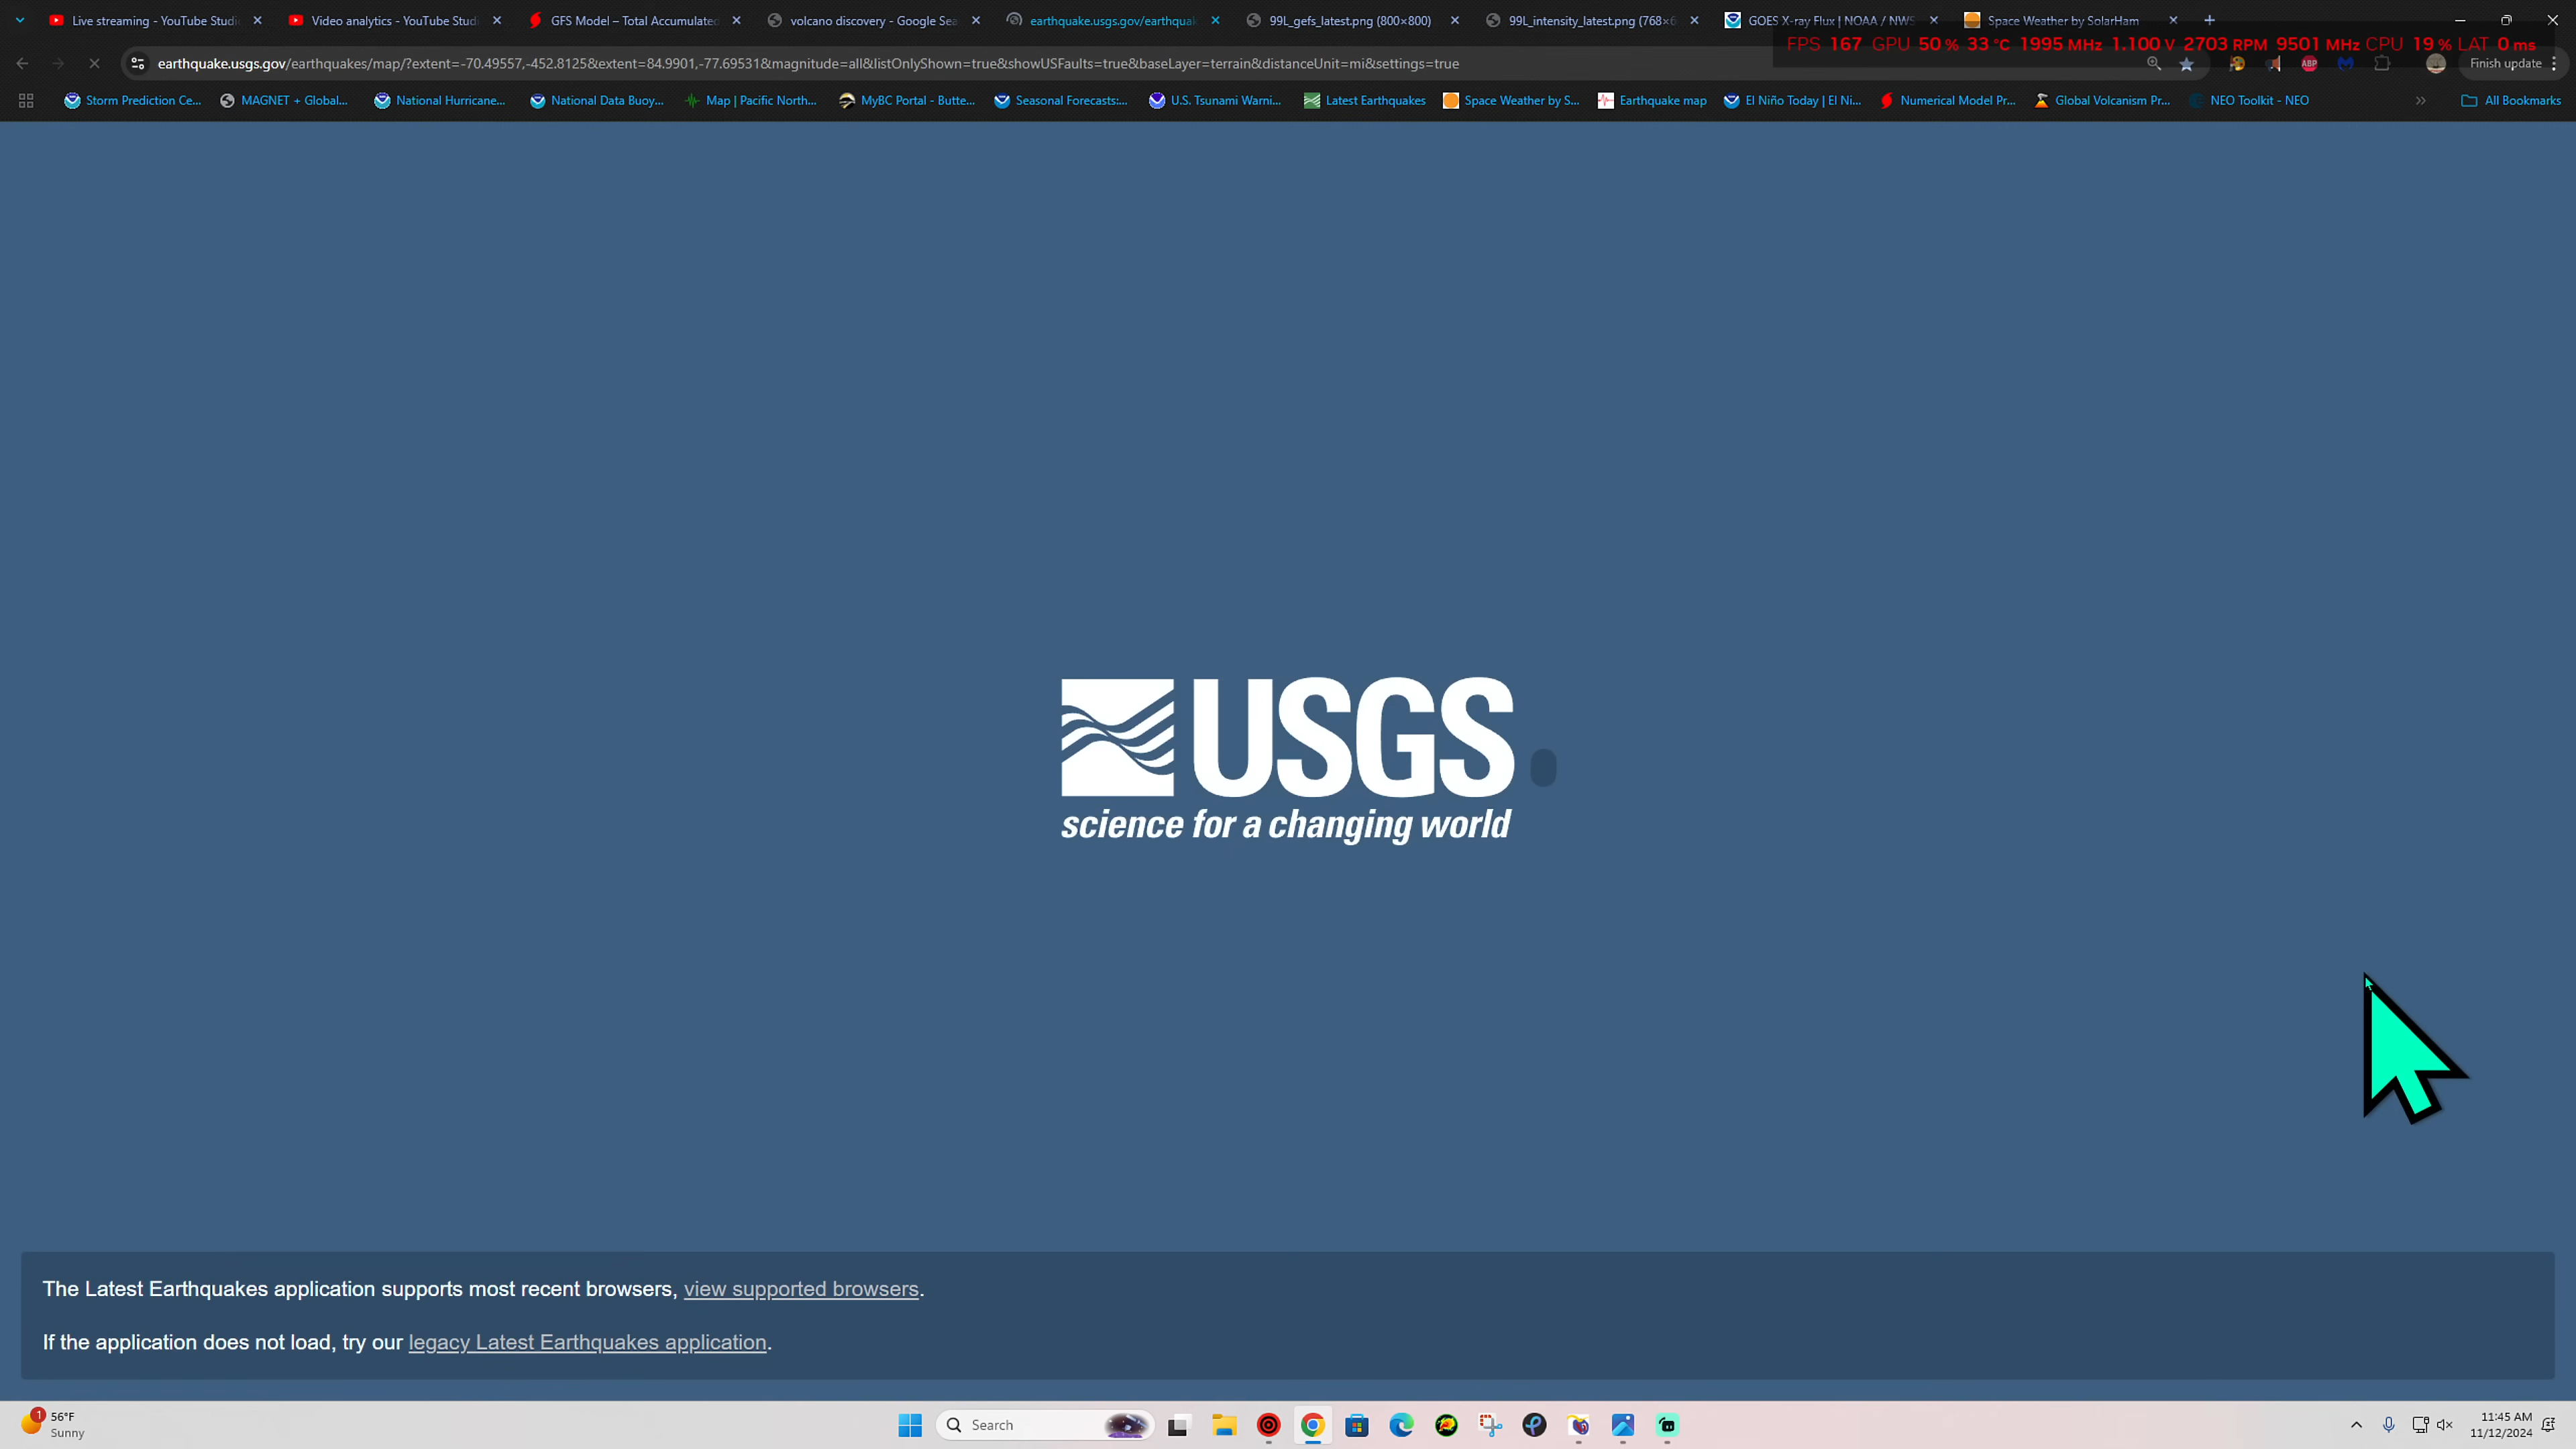 Live streaming - YouTube Studi
Video analytics - YouTube Studi
GFS Model – Total Accumulated
volcano discovery - Google Sea
earthquake.usgs.gov/earthquak
99L_gefs_latest.png (800×800)
99L_intensity_latest.png (768×6
GOES X-ray Flux | NOAA / NWS
Space Weather by SolarHam
FPS 167 GPU 50 % 33 °C 1995 MHz 1.100 V 2703 RPM 9501 MHz CPU 19 % LAT 0 ms
earthquake.usgs.gov/earthquakes/map/?extent=-70.49557,-452.8125&extent=84.9901,-77.69531&magnitude=all&listOnlyShown=true&showUSFaults=true&baseLayer=terrain&distanceUnit=mi&settings=true
ABP
Finish update
Storm Prediction Ce...
MAGNET + Global...
National Hurricane...
National Data Buoy...
Map | Pacific North...
MyBC Portal - Butte...
Seasonal Forecasts:...
U.S. Tsunami Warni...
Latest Earthquakes
Space Weather by S...
Earthquake map
El Niño Today | El Ni...
Numerical Model Pr...
Global Volcanism Pr...
NEO Toolkit - NEO
All Bookmarks
USGS
science for a changing world
The Latest Earthquakes application supports most recent browsers, view supported browsers.
If the application does not load, try our legacy Latest Earthquakes application.
1
56°F
Sunny
Search
11:45 AM
11/12/2024